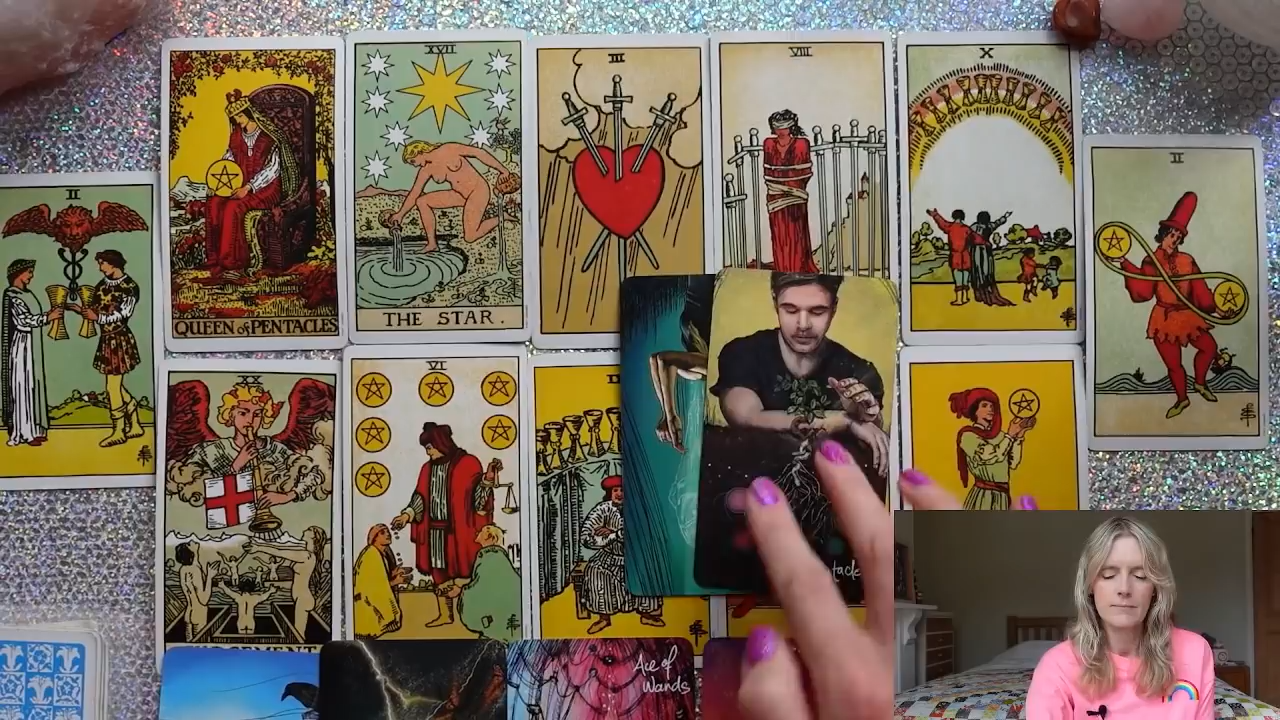 XVII
III
VIII
X
II
II
QUEEN of PENTACLES
THE STAR.
XX
VI
Ace of
Wands